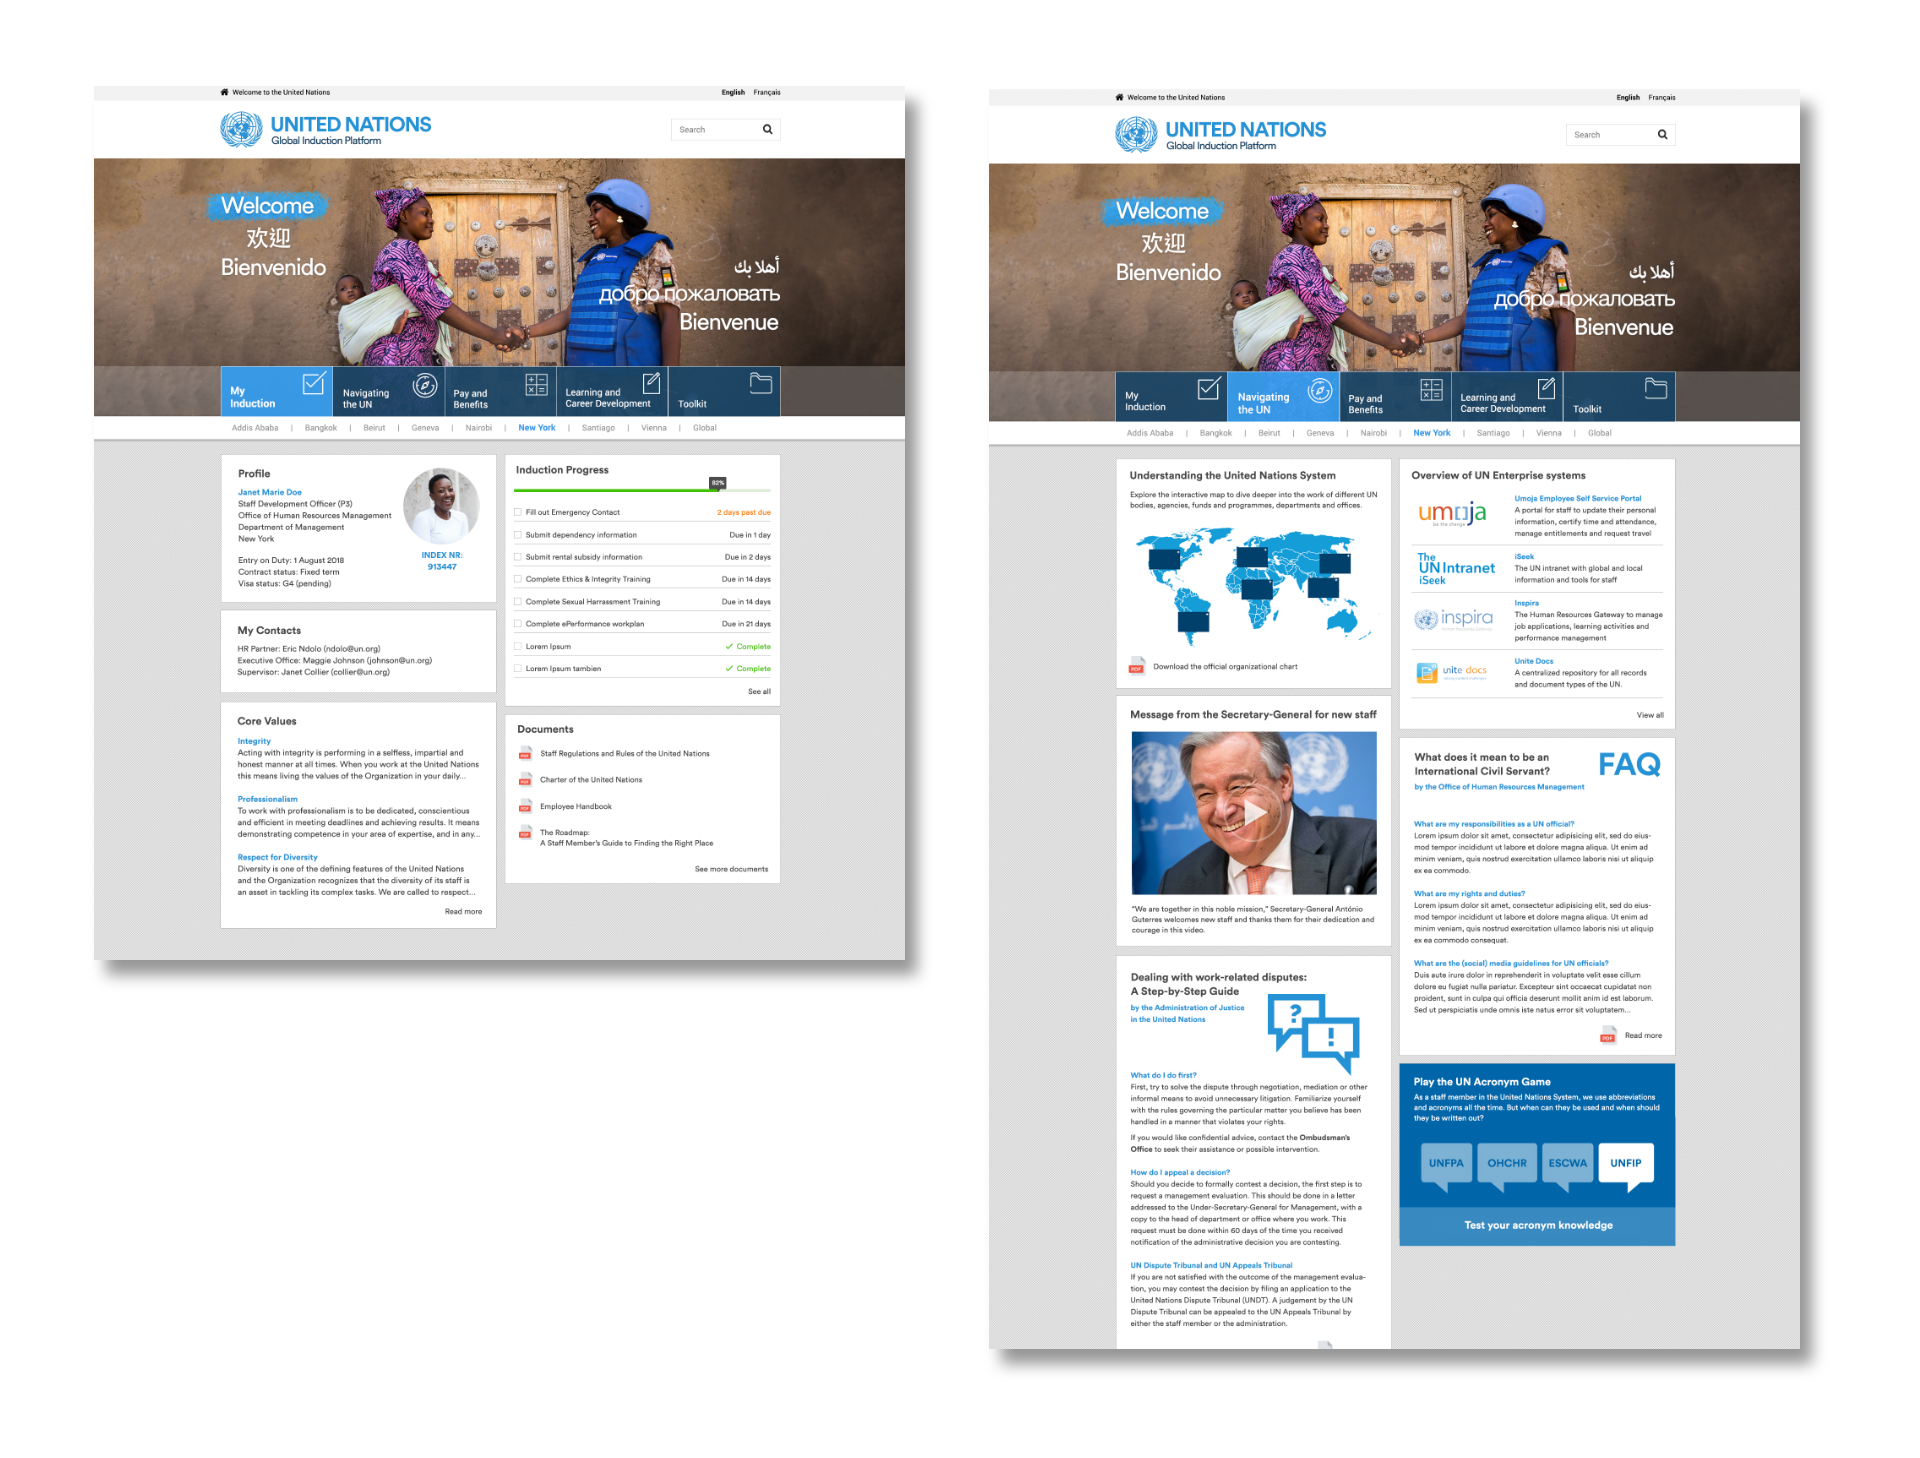 Welcome to the United Nations
English Français
UNITED NATIONS
Global Induction Platform
Search
Welcome
欢迎
Bienvenido
أهلا بك
добро пожаловать
Bienvenue
My
Induction
Navigating
the UN
Pay and
Benefits
Learning and
Career Development
Toolkit
Addis Ababa | Bangkok | Beirut | Geneva | Nairobi | New York | Santiago | Vienna | Global
Profile
Janet Marie Doe
Staff Development Officer (P3)
Office of Human Resources Management
Department of Management
New York
Entry on Duty: 1 August 2018
Contract status: Fixed term
Visa status: G4 (pending)
INDEX NR:
913447
My Contacts
HR Partner: Eric Ndolo (ndolo@un.org)
Executive Office: Maggie Johnson (johnson@un.org)
Supervisor: Janet Collier (collier@un.org)
Core Values
Integrity
Acting with integrity is performing in a selfless, impartial and
honest manner at all times. When you work at the United Nations
this means living the values of the Organization in your daily...
Professionalism
To work with professionalism is to be dedicated, conscientious
and efficient in meeting deadlines and achieving results. It means
demonstrating competence in your area of expertise, and in any...
Respect for Diversity
Diversity is one of the defining features of the United Nations
and the Organization recognizes that the diversity of its staff is
an asset in tackling its complex tasks. We are called to respect...
Read more
Induction Progress
83%
Fill out Emergency Contact 2 days past due
Submit dependency information Due in 1 day
Submit rental subsidy information Due in 2 days
Complete Ethics & Integrity Training Due in 14 days
Complete Sexual Harrassment Training Due in 14 days
Complete ePerformance workplan Due in 21 days
Lorem Ipsum Complete
Lorem Ipsum tambien Complete
See all
Documents
PDF Staff Regulations and Rules of the United Nations
PDF Charter of the United Nations
PDF Employee Handbook
PDF The Roadmap:
A Staff Member's Guide to Finding the Right Place
See more documents
Welcome to the United Nations
English Français
UNITED NATIONS
Global Induction Platform
Search
Welcome
欢迎
Bienvenido
أهلا بك
добро пожаловать
Bienvenue
My
Induction
Navigating
the UN
Pay and
Benefits
Learning and
Career Development
Toolkit
Addis Ababa | Bangkok | Beirut | Geneva | Nairobi | New York | Santiago | Vienna | Global
Understanding the United Nations System
Explore the interactive map to dive deeper into the work of different UN
bodies, agencies, funds and programmes, departments and offices.
PDF Download the official organizational chart
Message from the Secretary-General for new staff
"We are together in this noble mission," Secretary-General António
Guterres welcomes new staff and thanks them for their dedication and
courage in this video.
Dealing with work-related disputes:
A Step-by-Step Guide
by the Administration of Justice
in the United Nations
? !
What do I do first?
First, try to solve the dispute through negotiation, mediation or other
informal means to avoid unnecessary litigation. Familiarize yourself
with the rules governing the particular matter you believe has been
handled in a manner that violates your rights.
If you would like confidential advice, contact the Ombudsman's
Office to seek their assistance or possible intervention.
How do I appeal a decision?
Should you decide to formally contest a decision, the first step is to
request a management evaluation. This should be done in a letter
addressed to the Under-Secretary-General for Management, with a
copy to the head of department or office where you work. This
request must be done within 60 days of the time you received
notification of the administrative decision you are contesting.
UN Dispute Tribunal and UN Appeals Tribunal
If you are not satisfied with the outcome of the management evalua-
tion, you may contest the decision by filing an application to the
United Nations Dispute Tribunal (UNDT). A judgement by the UN
Dispute Tribunal can be appealed to the UN Appeals Tribunal by
either the staff member or the administration.
Overview of UN Enterprise systems
umoja
be the change
Umoja Employee Self Service Portal
A portal for staff to update their personal
information, certify time and attendance,
manage entitlements and request travel
The
UN Intranet
iSeek
iSeek
The UN intranet with global and local
information and tools for staff
inspira
Inspira
The Human Resources Gateway to manage
job applications, learning activities and
performance management
unite docs
Unite Docs
A centralized repository for all records
and document types of the UN.
View all
What does it mean to be an
International Civil Servant?
by the Office of Human Resources Management
FAQ
What are my responsibilities as a UN official?
Lorem ipsum dolor sit amet, consectetur adipisicing elit, sed do eius-
mod tempor incididunt ut labore et dolore magna aliqua. Ut enim ad
minim veniam, quis nostrud exercitation ullamco laboris nisi ut aliquip
ex ea commodo.
What are my rights and duties?
Lorem ipsum dolor sit amet, consectetur adipisicing elit, sed do eius-
mod tempor incididunt ut labore et dolore magna aliqua. Ut enim ad
minim veniam, quis nostrud exercitation ullamco laboris nisi ut aliquip
ex ea commodo consequat.
What are the (social) media guidelines for UN officials?
Duis aute irure dolor in reprehenderit in voluptate velit esse cillum
dolore eu fugiat nulla pariatur. Excepteur sint occaecat cupidatat non
proident, sunt in culpa qui officia deserunt mollit anim id est laborum.
Sed ut perspiciatis unde omnis iste natus error sit voluptatem...
PDF Read more
Play the UN Acronym Game
As a staff member in the United Nations System, we use abbreviations
and acronyms all the time. But when can they be used and when should
they be written out?
UNFPA OHCHR ESCWA UNFIP
Test your acronym knowledge